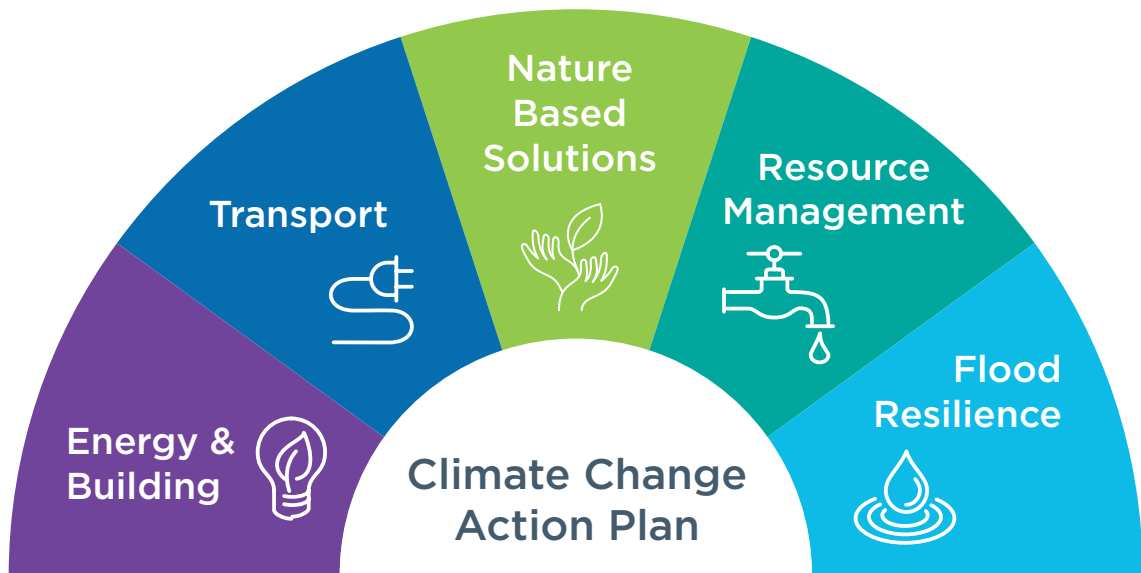 Nature
Based
Solutions
Resource
Management
Transport
Flood
Resilience
Energy &
Building
Climate Change
Action Plan